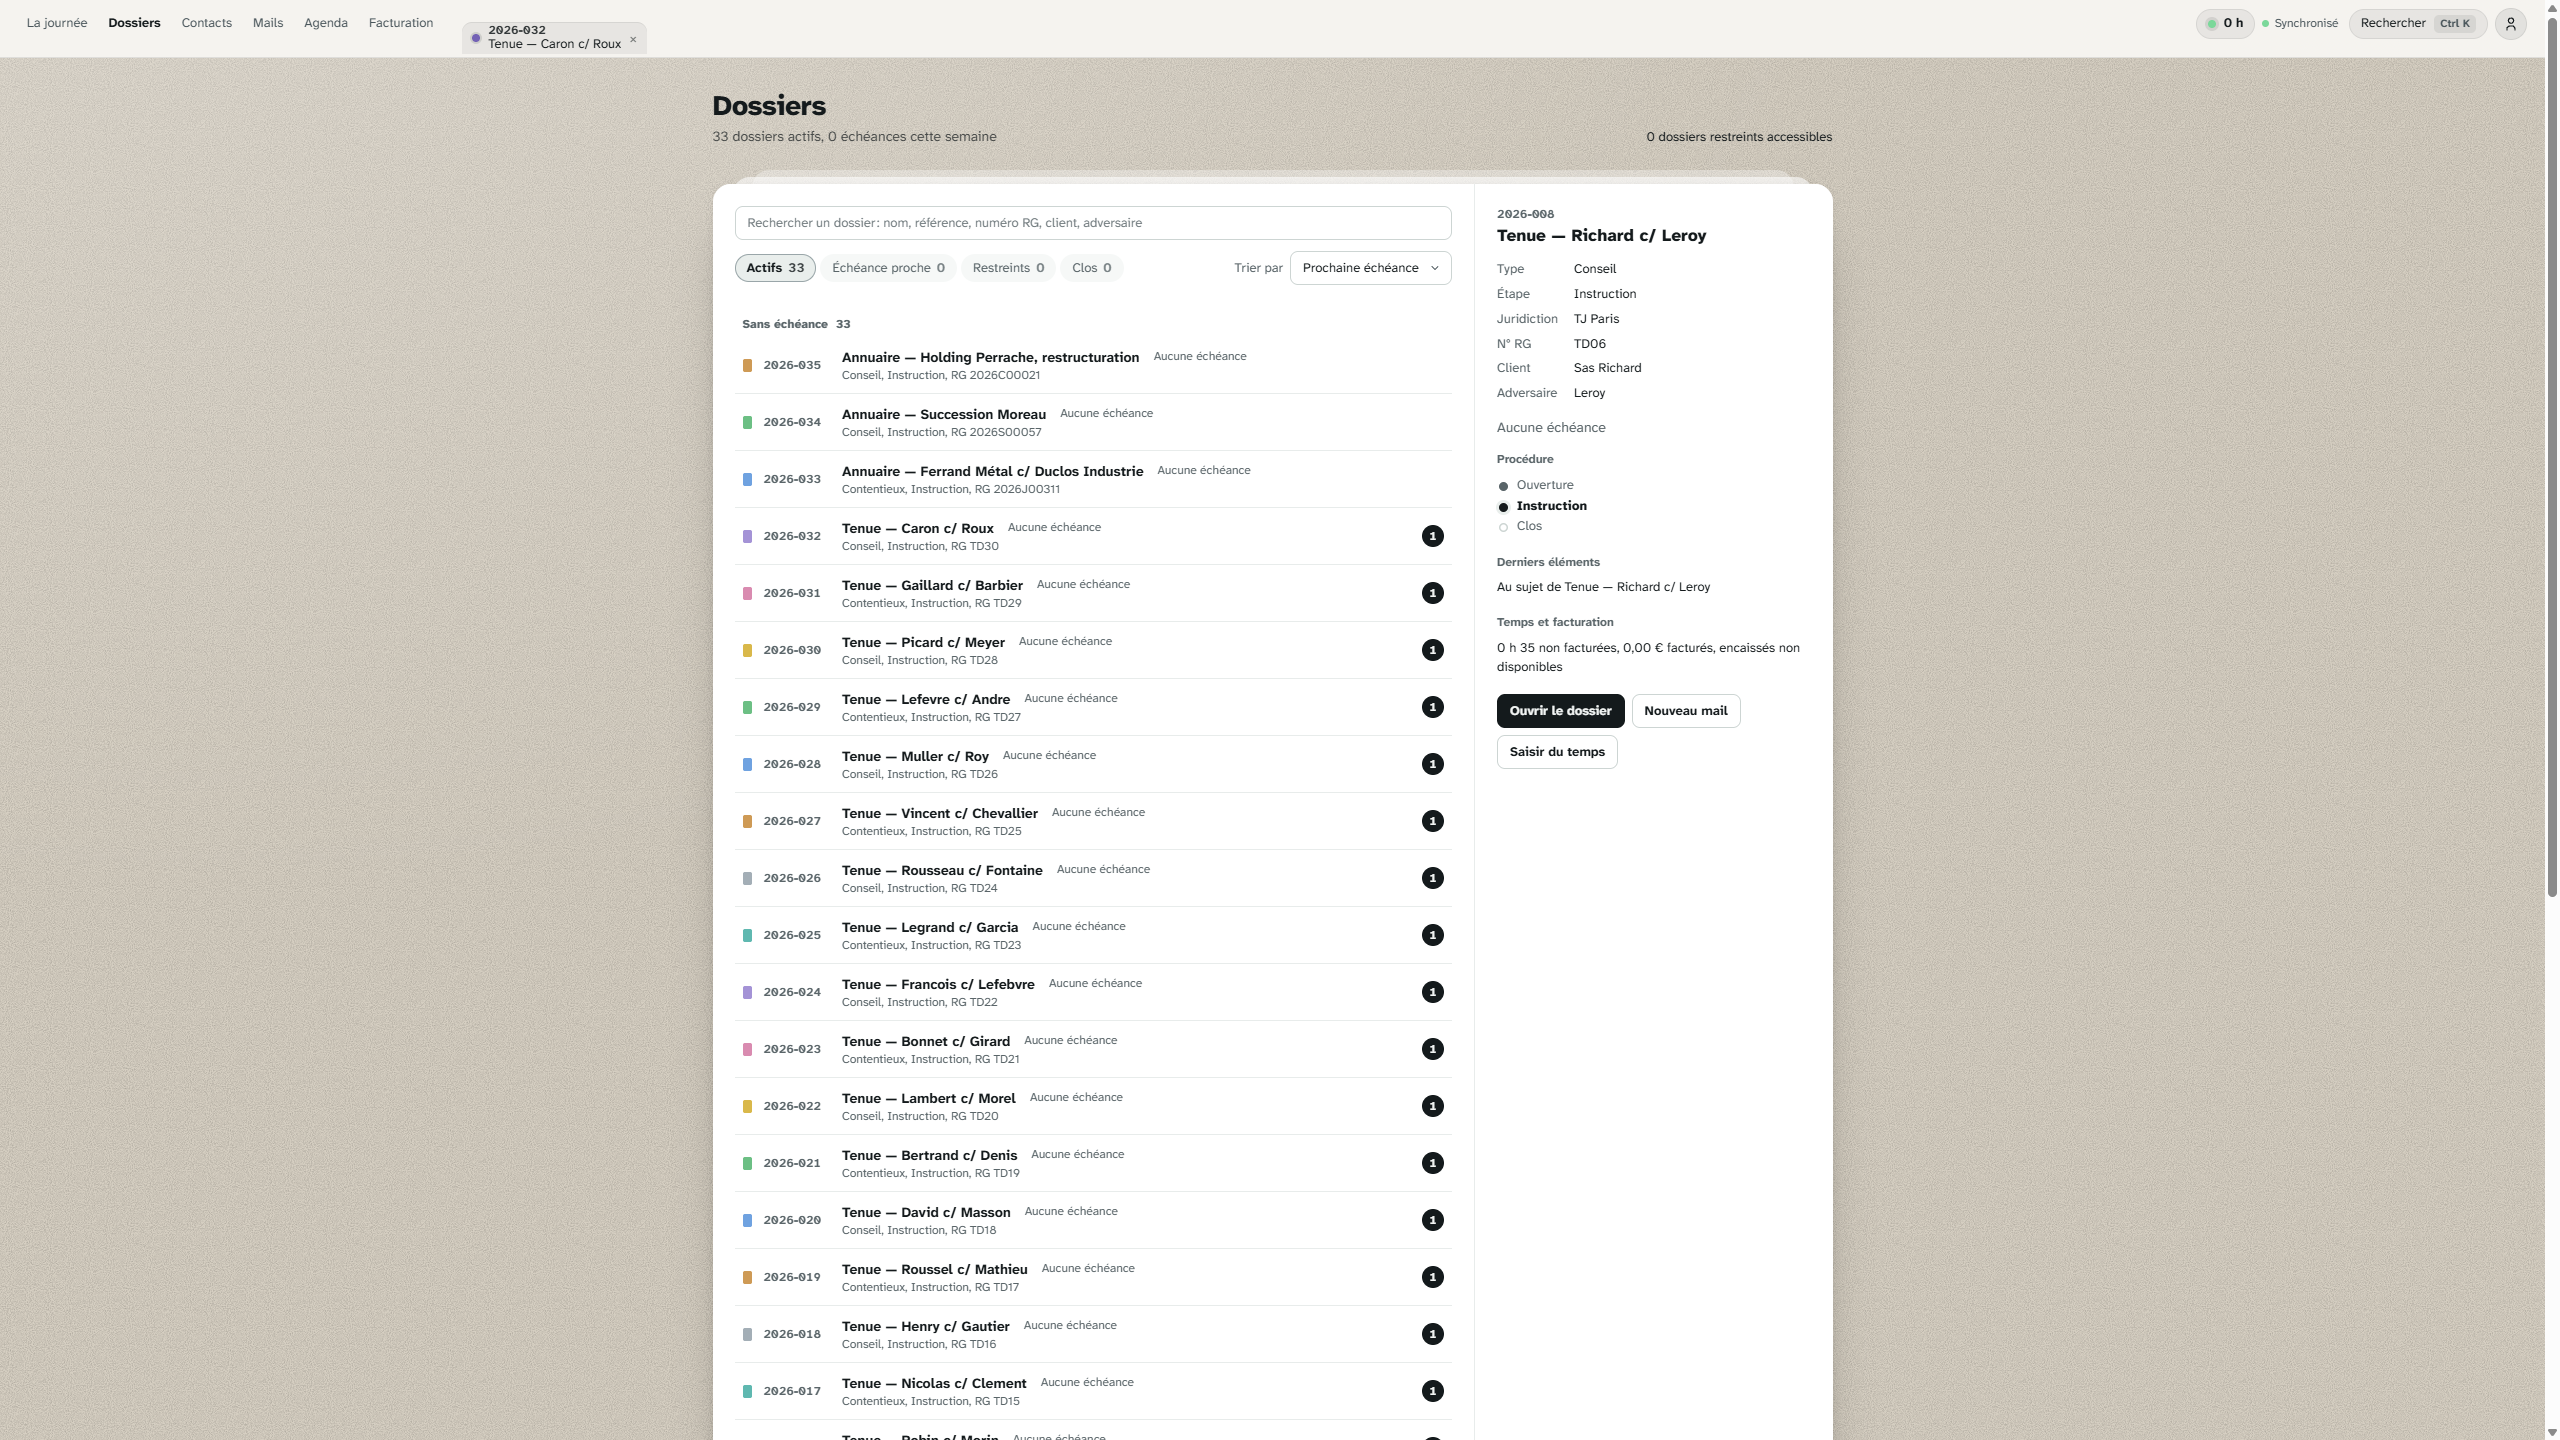 La journée
Dossiers
Contacts
Mails
Agenda
Facturation
2026-032
Tenue — Caron c/ Roux ×
0 h
Synchronisé
Rechercher Ctrl K
Dossiers
33 dossiers actifs, 0 échéances cette semaine
0 dossiers restreints accessibles
Rechercher un dossier : nom, référence, numéro RG, client, adversaire
Actifs 33
Échéance proche 0
Restreints 0
Clos 0
Trier par
Prochaine échéance
Sans échéance 33
2026-035
Annuaire — Holding Perrache, restructuration Aucune échéance
Conseil, Instruction, RG 2026C00021
2026-034
Annuaire — Succession Moreau Aucune échéance
Conseil, Instruction, RG 2026S00057
2026-033
Annuaire — Ferrand Métal c/ Duclos Industrie Aucune échéance
Contentieux, Instruction, RG 2026J00311
2026-032
Tenue — Caron c/ Roux Aucune échéance
Conseil, Instruction, RG TD30
1
2026-031
Tenue — Gaillard c/ Barbier Aucune échéance
Contentieux, Instruction, RG TD29
1
2026-030
Tenue — Picard c/ Meyer Aucune échéance
Conseil, Instruction, RG TD28
1
2026-029
Tenue — Lefevre c/ Andre Aucune échéance
Contentieux, Instruction, RG TD27
1
2026-028
Tenue — Muller c/ Roy Aucune échéance
Conseil, Instruction, RG TD26
1
2026-027
Tenue — Vincent c/ Chevallier Aucune échéance
Contentieux, Instruction, RG TD25
1
2026-026
Tenue — Rousseau c/ Fontaine Aucune échéance
Conseil, Instruction, RG TD24
1
2026-025
Tenue — Legrand c/ Garcia Aucune échéance
Contentieux, Instruction, RG TD23
1
2026-024
Tenue — Francois c/ Lefebvre Aucune échéance
Conseil, Instruction, RG TD22
1
2026-023
Tenue — Bonnet c/ Girard Aucune échéance
Contentieux, Instruction, RG TD21
1
2026-022
Tenue — Lambert c/ Morel Aucune échéance
Conseil, Instruction, RG TD20
1
2026-021
Tenue — Bertrand c/ Denis Aucune échéance
Contentieux, Instruction, RG TD19
1
2026-020
Tenue — David c/ Masson Aucune échéance
Conseil, Instruction, RG TD18
1
2026-019
Tenue — Roussel c/ Mathieu Aucune échéance
Contentieux, Instruction, RG TD17
1
2026-018
Tenue — Henry c/ Gautier Aucune échéance
Conseil, Instruction, RG TD16
1
2026-017
Tenue — Nicolas c/ Clement Aucune échéance
Contentieux, Instruction, RG TD15
1
Tenue — Robin c/ Morin Aucune échéance
2026-008
Tenue — Richard c/ Leroy
Type Conseil
Étape Instruction
Juridiction TJ Paris
N° RG TD06
Client Sas Richard
Adversaire Leroy
Aucune échéance
Procédure
Ouverture
Instruction
Clos
Derniers éléments
Au sujet de Tenue — Richard c/ Leroy
Temps et facturation
0 h 35 non facturées, 0,00 € facturés, encaissés non
disponibles
Ouvrir le dossier
Nouveau mail
Saisir du temps